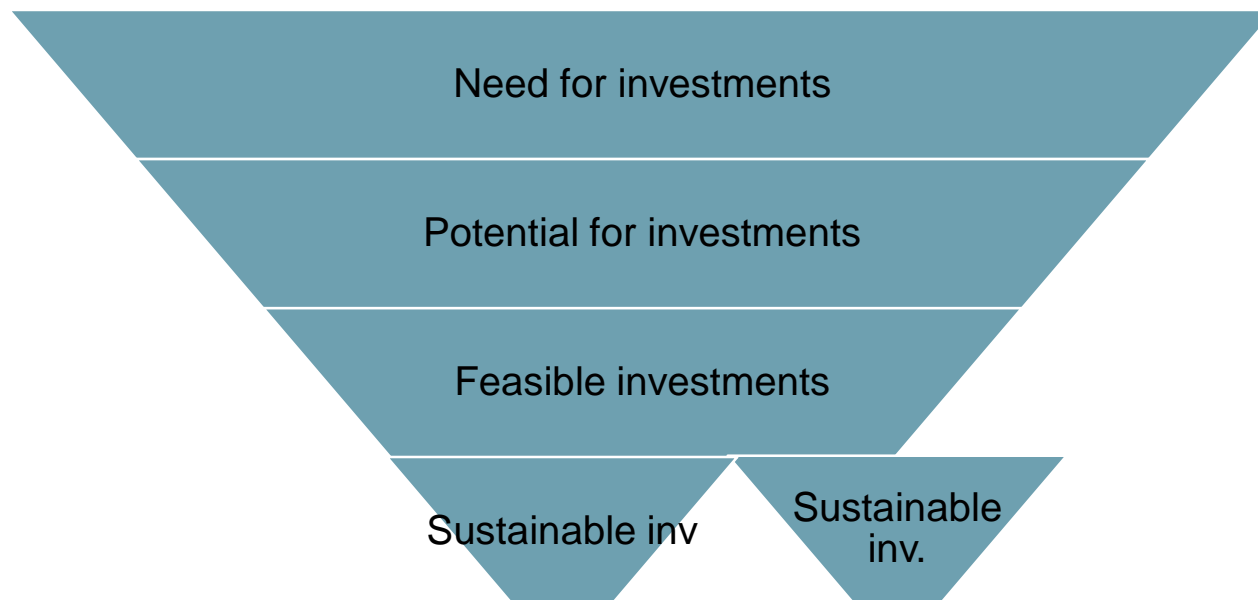 Need for investments
Potential for investments
Feasible investments
Sustainable inv
Sustainable
inv.